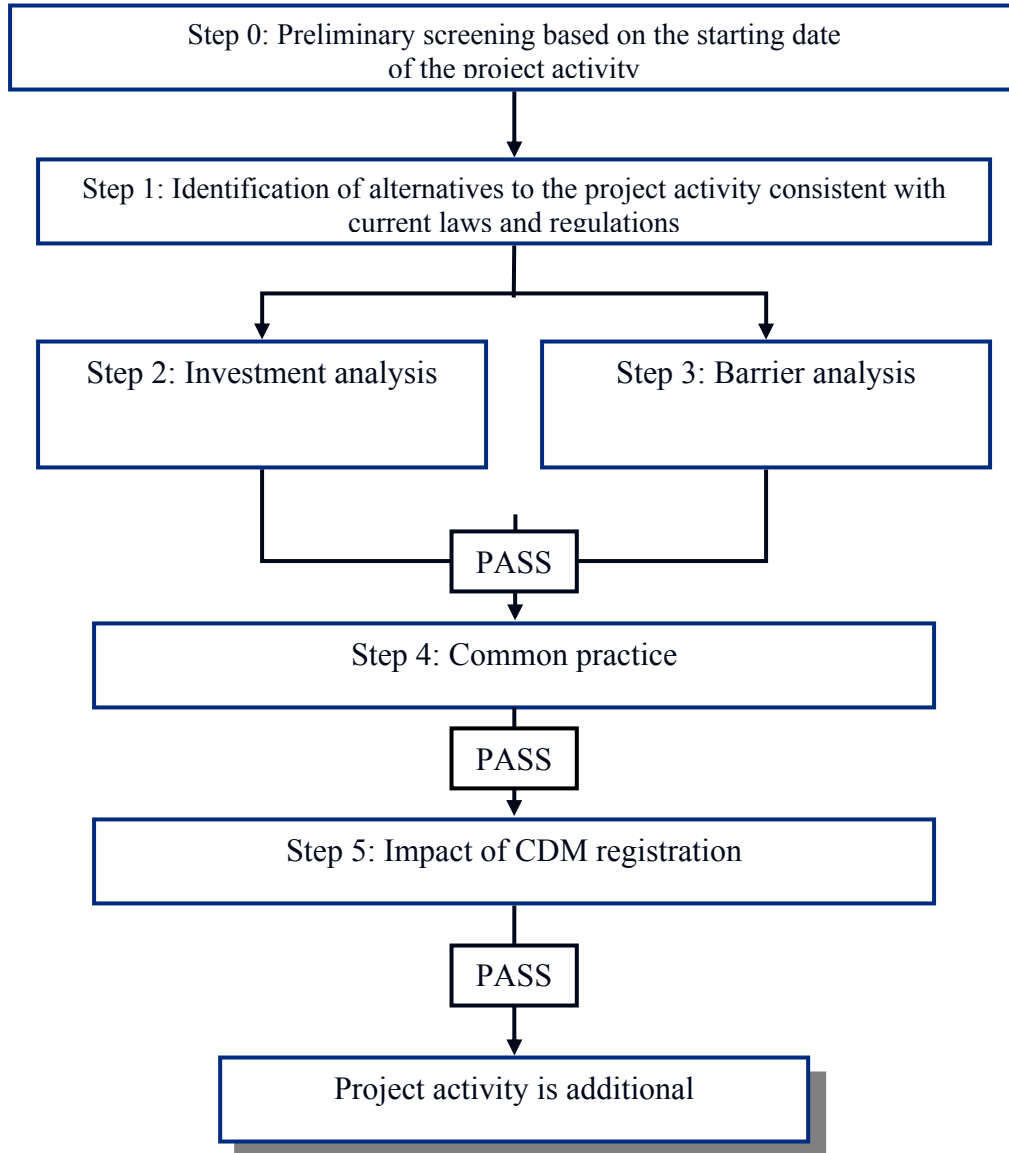 Step 0: Preliminary screening based on the starting date
of the project activity
Step 1: Identification of alternatives to the project activity consistent with
current laws and regulations
Step 2: Investment analysis
Step 3: Barrier analysis
PASS
Step 4: Common practice
PASS
Step 5: Impact of CDM registration
PASS
Project activity is additional